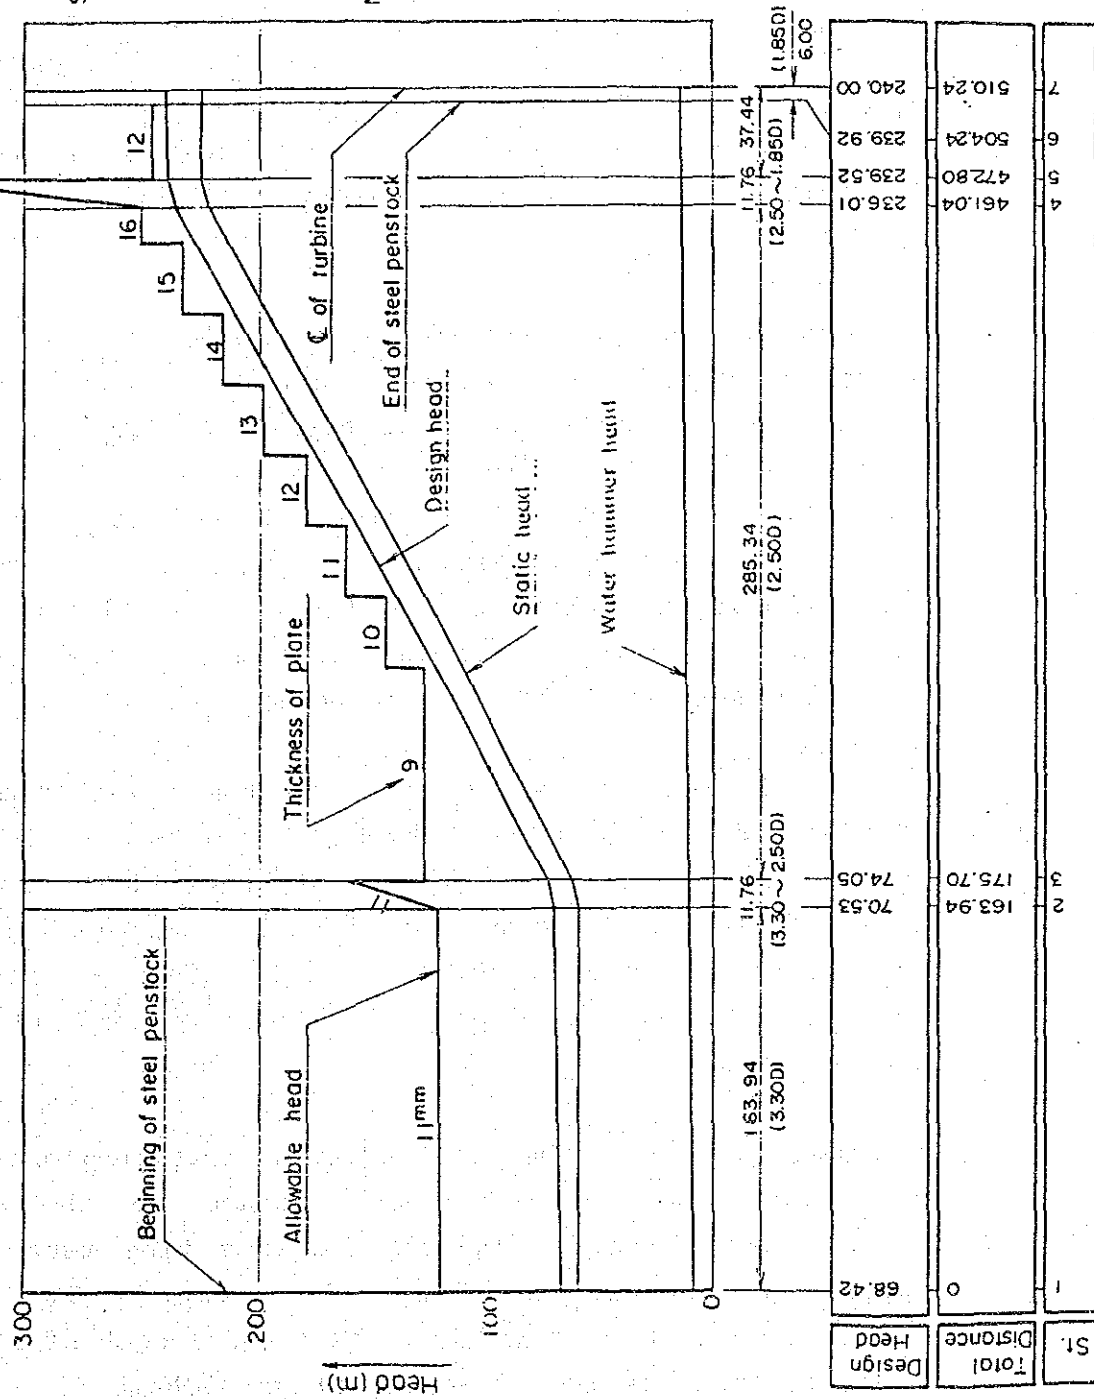 Head (m)
300
200
100
0
Beginning of steel penstock
Allowable head
11mm
11
Thickness of plate
9
10
11
12
13
14
15
16
12
Design head
Static head
Water hammer head
℄ of turbine
End of steel penstock
163.94
(3.30D)
11.76
(3.30~2.50D)
285.34
(2.50D)
11.76
37.44
(2.50~1.85D)
(1.85D)
6.00
Design Head
68.42
70.53
74.05
236.01
239.52
239.92
240.00
Total Distance
0
163.94
175.70
461.04
472.80
504.24
510.24
St.
1
2
3
4
5
6
7